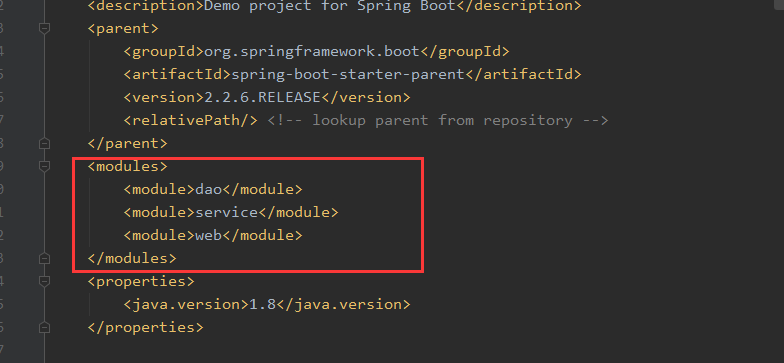 <description>Demo project for Spring Boot</description>
<parent>
<groupId>org.springframework.boot</groupId>
<artifactId>spring-boot-starter-parent</artifactId>
<version>2.2.6.RELEASE</version>
<relativePath/> <!-- lookup parent from repository -->
</parent>
<modules>
<module>dao</module>
<module>service</module>
<module>web</module>
</modules>
<properties>
<java.version>1.8</java.version>
</properties>